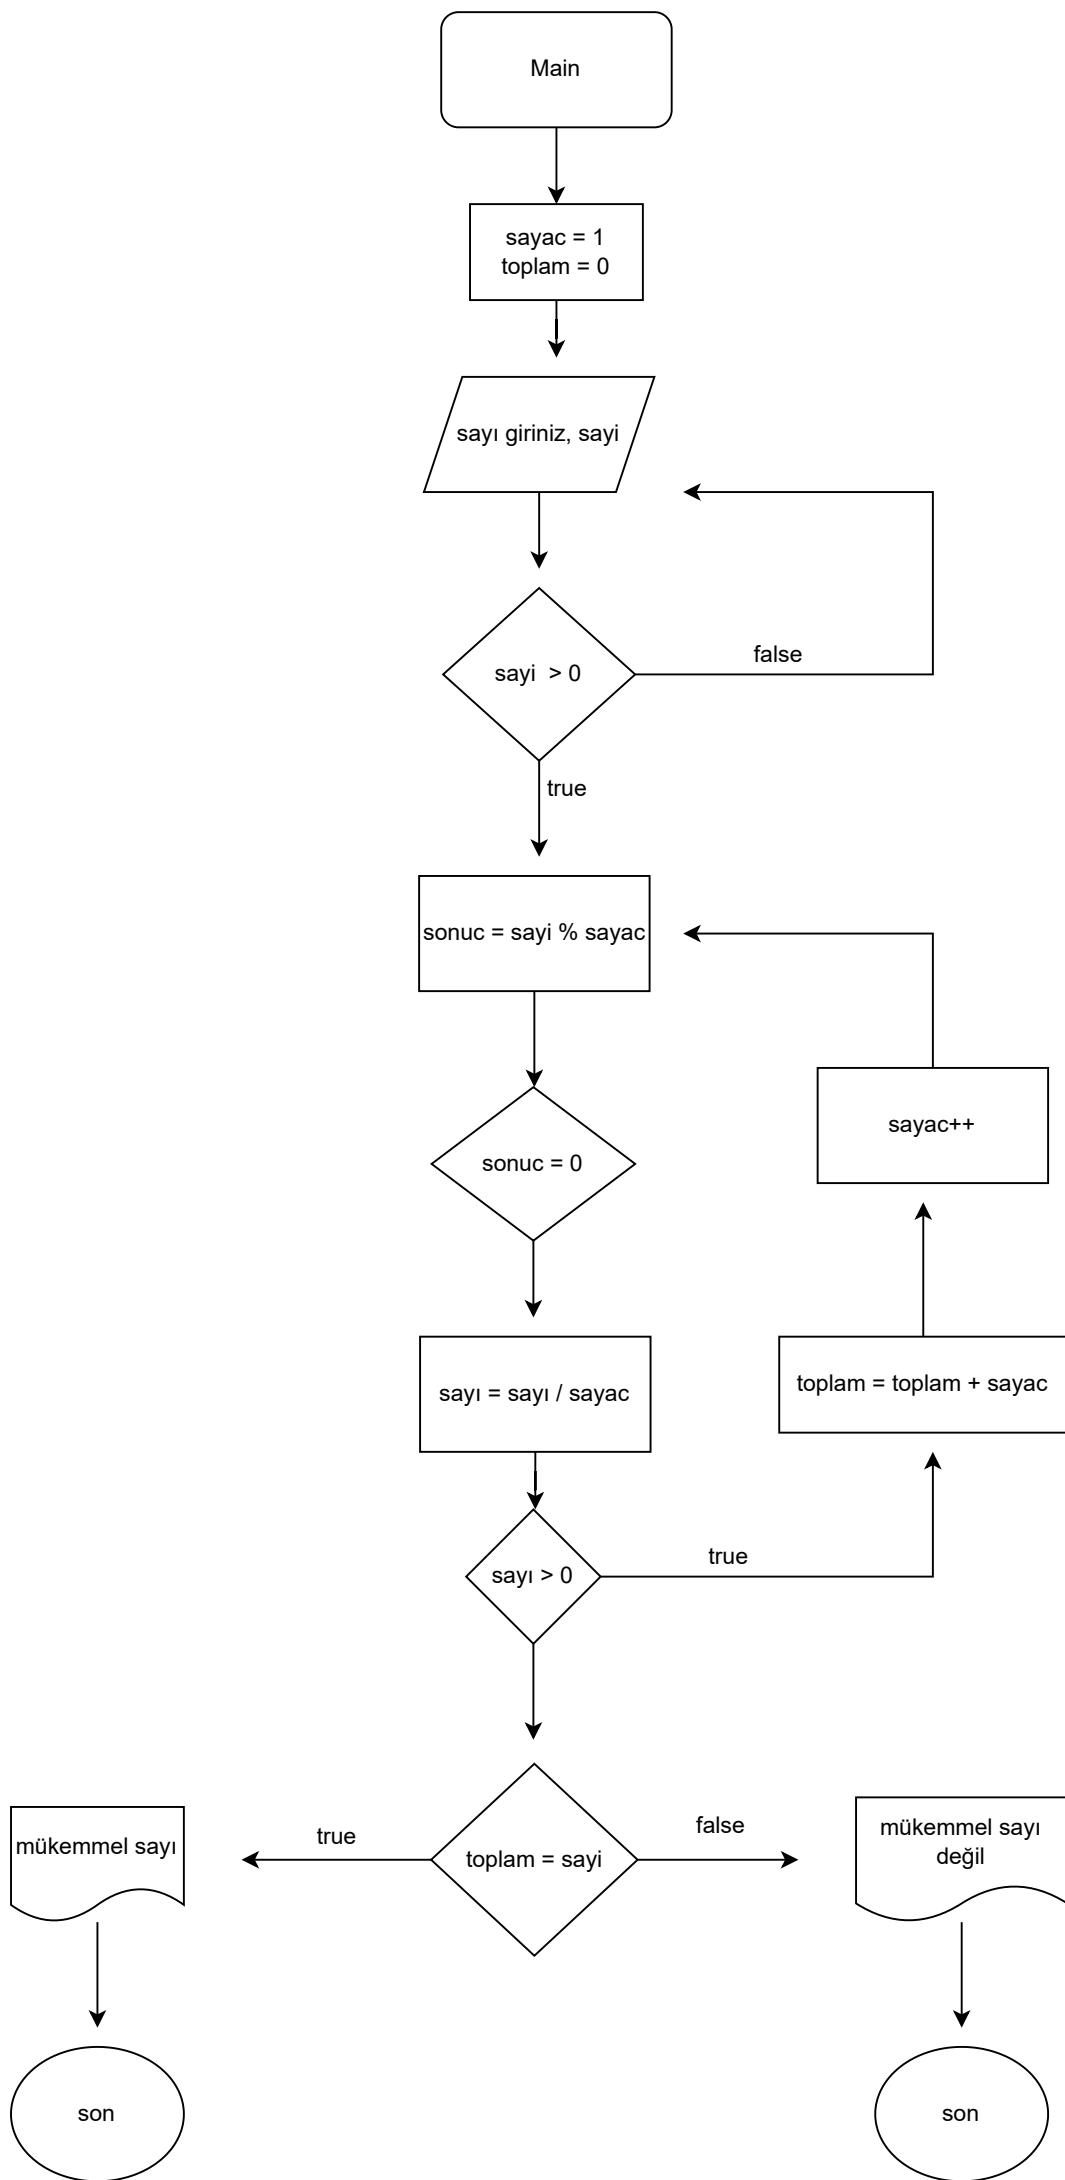 Main
sayac = 1
toplam = 0
sayı giriniz, sayi
sayi  > 0
false
true
sonuc = sayi % sayac
sayac++
sonuc = 0
sayı = sayı / sayac
toplam = toplam + sayac
sayı > 0
true
toplam = sayi
true
false
mükemmel sayı
mükemmel sayı
değil
son
son